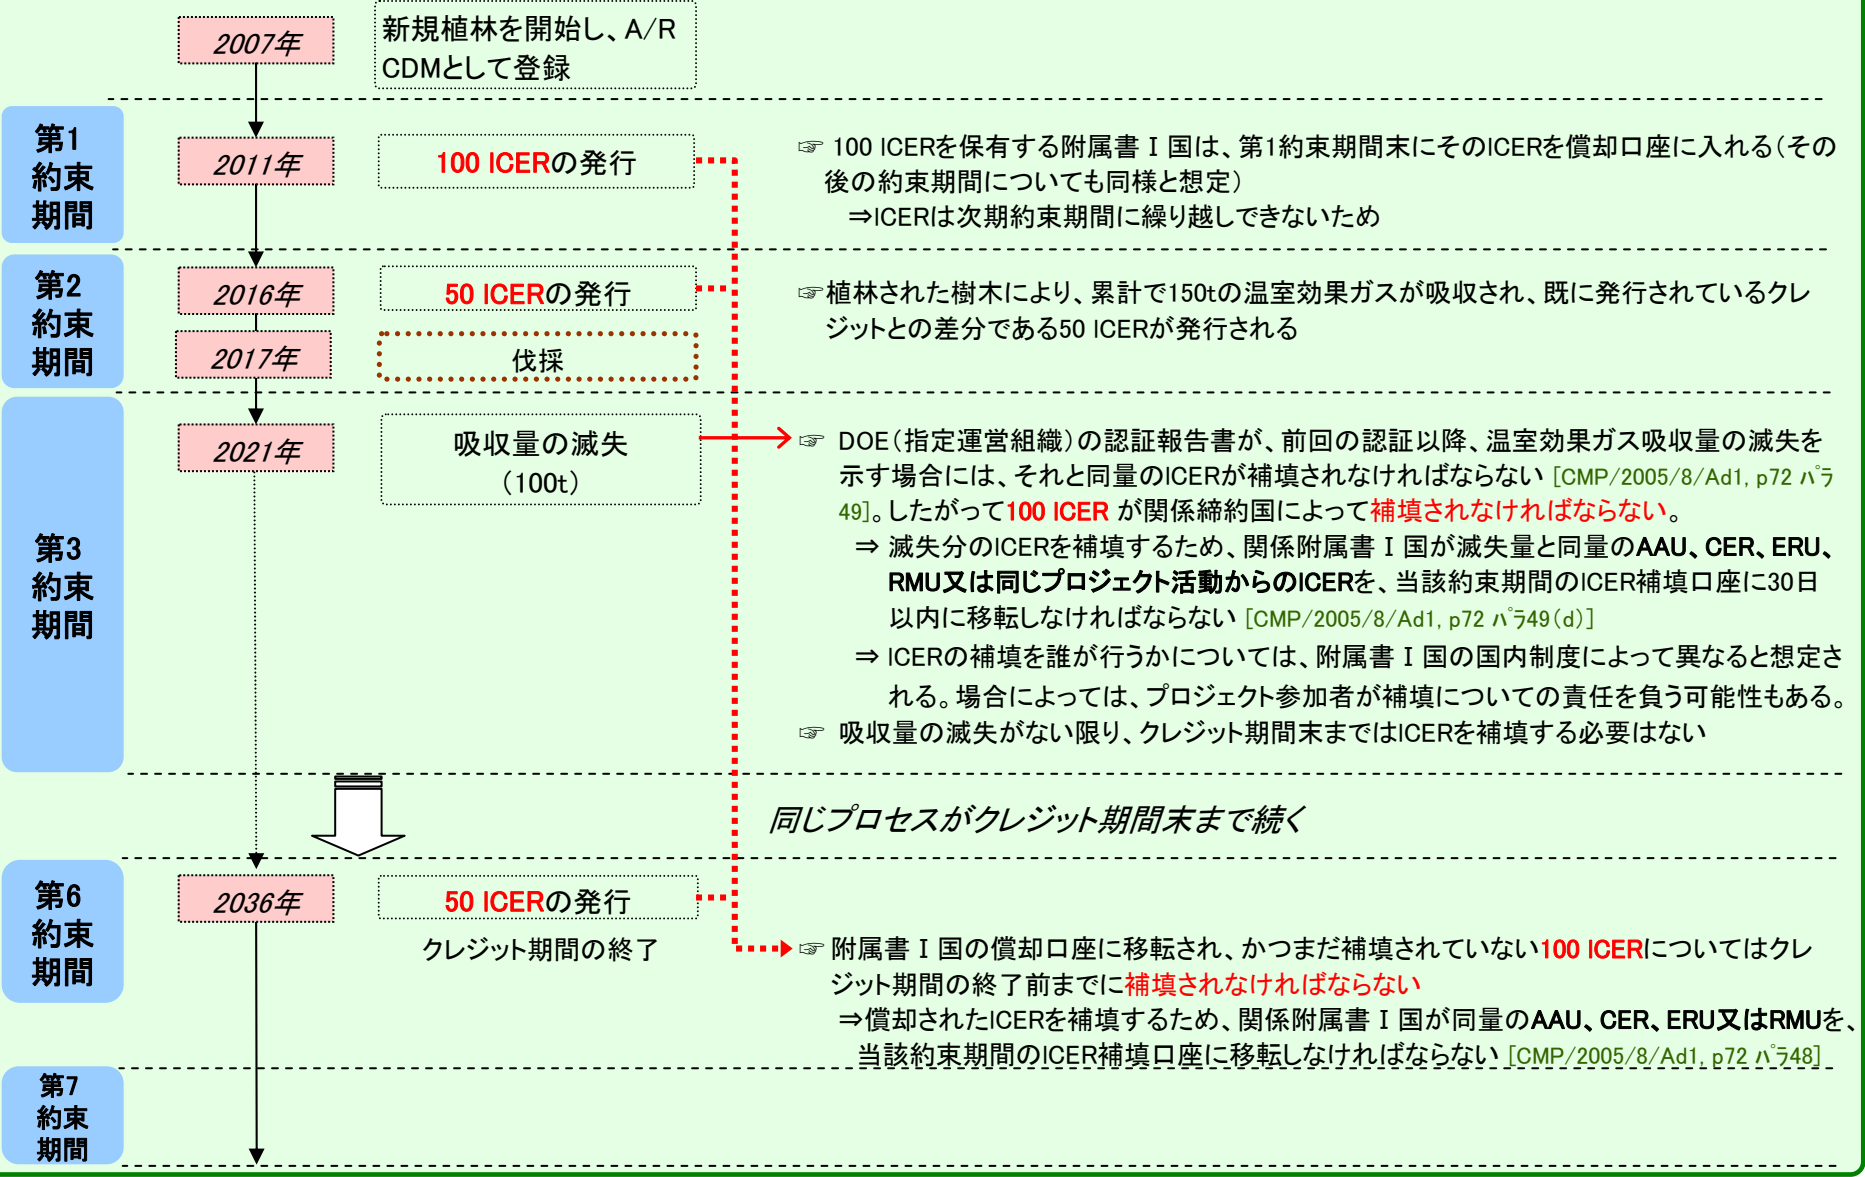 2007年
新規植林を開始し、A/R
CDMとして登録
第1
約束
期間
2011年
100 lCERの発行
☞ 100 lCERを保有する附属書Ⅰ国は、第1約束期間末にそのlCERを償却口座に入れる(その
後の約束期間についても同様と想定)
⇒lCERは次期約束期間に繰り越しできないため
第2
約束
期間
2016年
50 lCERの発行
☞植林された樹木により、累計で150tの温室効果ガスが吸収され、既に発行されているクレ
ジットとの差分である50 lCERが発行される
2017年
伐採
第3
約束
期間
2021年
吸収量の滅失
(100t)
☞ DOE(指定運営組織)の認証報告書が、前回の認証以降、温室効果ガス吸収量の滅失を
示す場合には、それと同量のlCERが補填されなければならない [CMP/2005/8/Ad1, p72 パラ
49]。したがって100 lCER が関係締約国によって補填されなければならない。
⇒ 滅失分のlCERを補填するため、関係附属書Ⅰ国が滅失量と同量のAAU、CER、ERU、
RMU又は同じプロジェクト活動からのlCERを、当該約束期間のlCER補填口座に30日
以内に移転しなければならない [CMP/2005/8/Ad1, p72 パラ49(d)]
⇒ lCERの補填を誰が行うかについては、附属書Ⅰ国の国内制度によって異なると想定さ
れる。場合によっては、プロジェクト参加者が補填についての責任を負う可能性もある。
☞ 吸収量の滅失がない限り、クレジット期間末まではlCERを補填する必要はない
同じプロセスがクレジット期間末まで続く
第6
約束
期間
2036年
50 lCERの発行
クレジット期間の終了
☞ 附属書Ⅰ国の償却口座に移転され、かつまだ補填されていない100 lCERについてはクレ
ジット期間の終了前までに補填されなければならない
⇒償却されたlCERを補填するため、関係附属書Ⅰ国が同量のAAU、CER、ERU又はRMUを、
当該約束期間のlCER補填口座に移転しなければならない [CMP/2005/8/Ad1, p72 パラ48]
第7
約束
期間